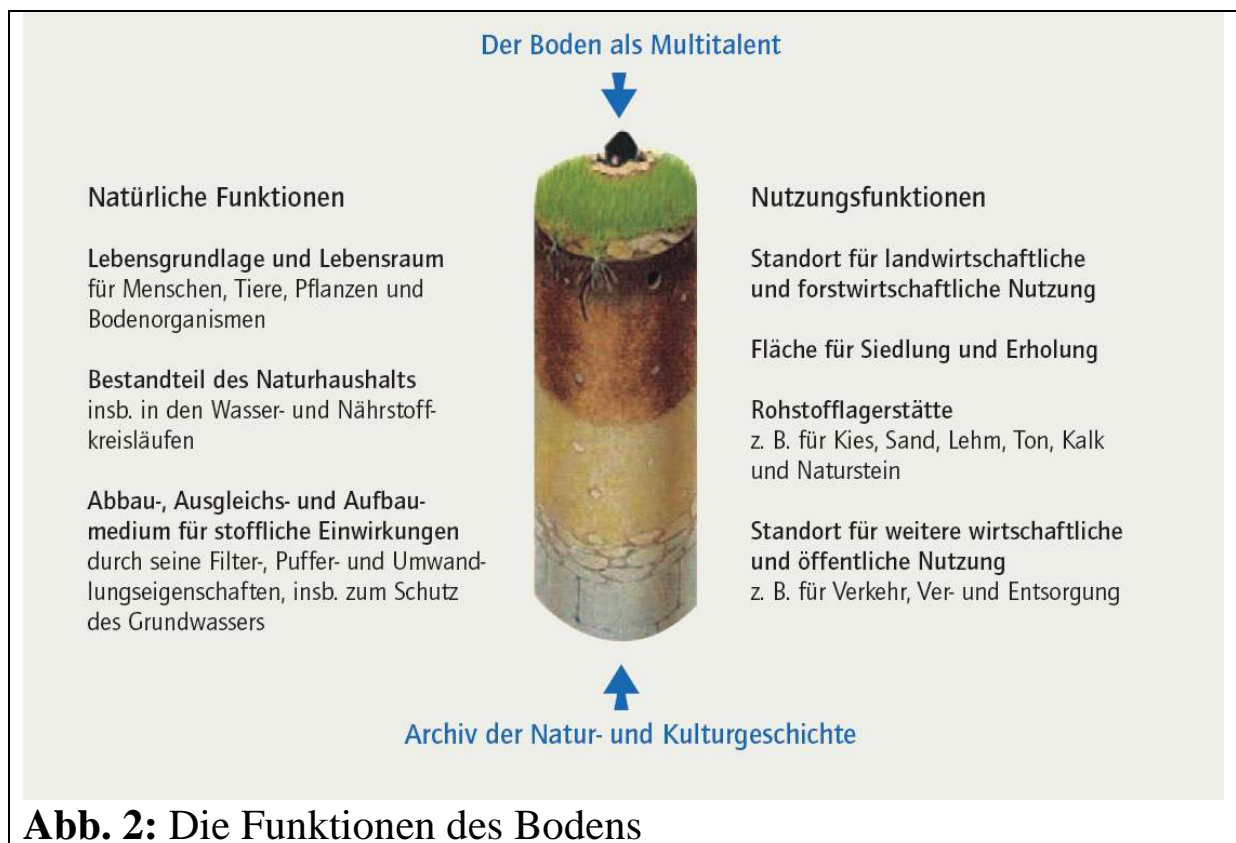 Der Boden als Multitalent
Natürliche Funktionen
Lebensgrundlage und Lebensraum
für Menschen, Tiere, Pflanzen und
Bodenorganismen
Bestandteil des Naturhaushalts
insb. in den Wasser- und Nährstoff-
kreisläufen
Abbau-, Ausgleichs- und Aufbau-
medium für stoffliche Einwirkungen
durch seine Filter-, Puffer- und Umwand-
lungseigenschaften, insb. zum Schutz
des Grundwassers
Nutzungsfunktionen
Standort für landwirtschaftliche
und forstwirtschaftliche Nutzung
Fläche für Siedlung und Erholung
Rohstofflagerstätte
z. B. für Kies, Sand, Lehm, Ton, Kalk
und Naturstein
Standort für weitere wirtschaftliche
und öffentliche Nutzung
z. B. für Verkehr, Ver- und Entsorgung
Archiv der Natur- und Kulturgeschichte
Abb. 2: Die Funktionen des Bodens